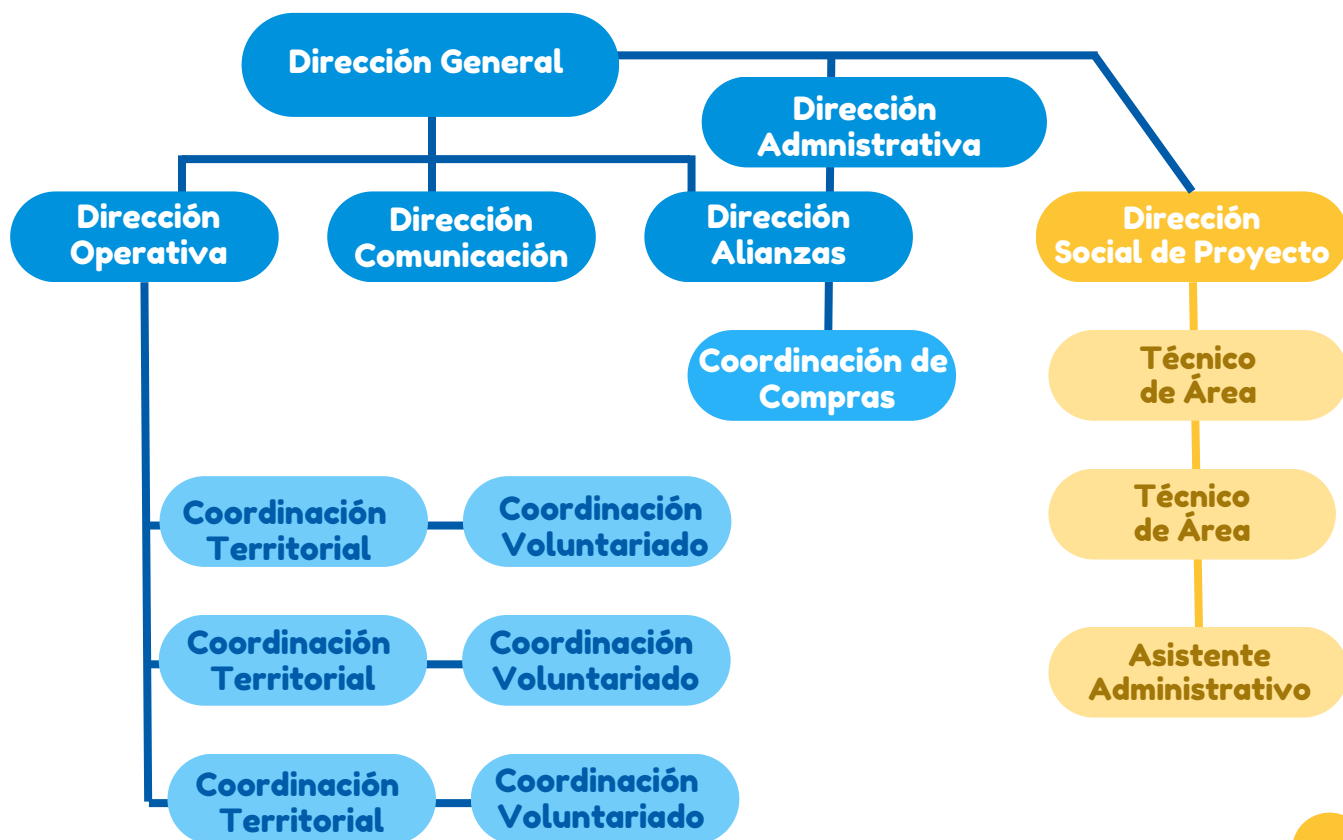 Dirección General
Dirección
Admnistrativa
Dirección
Operativa
Dirección
Comunicación
Dirección
Alianzas
Dirección
Social de Proyecto
Coordinación de
Compras
Técnico
de Área
Técnico
de Área
Coordinación
Territorial
Coordinación
Voluntariado
Coordinación
Territorial
Coordinación
Voluntariado
Asistente
Administrativo
Coordinación
Territorial
Coordinación
Voluntariado